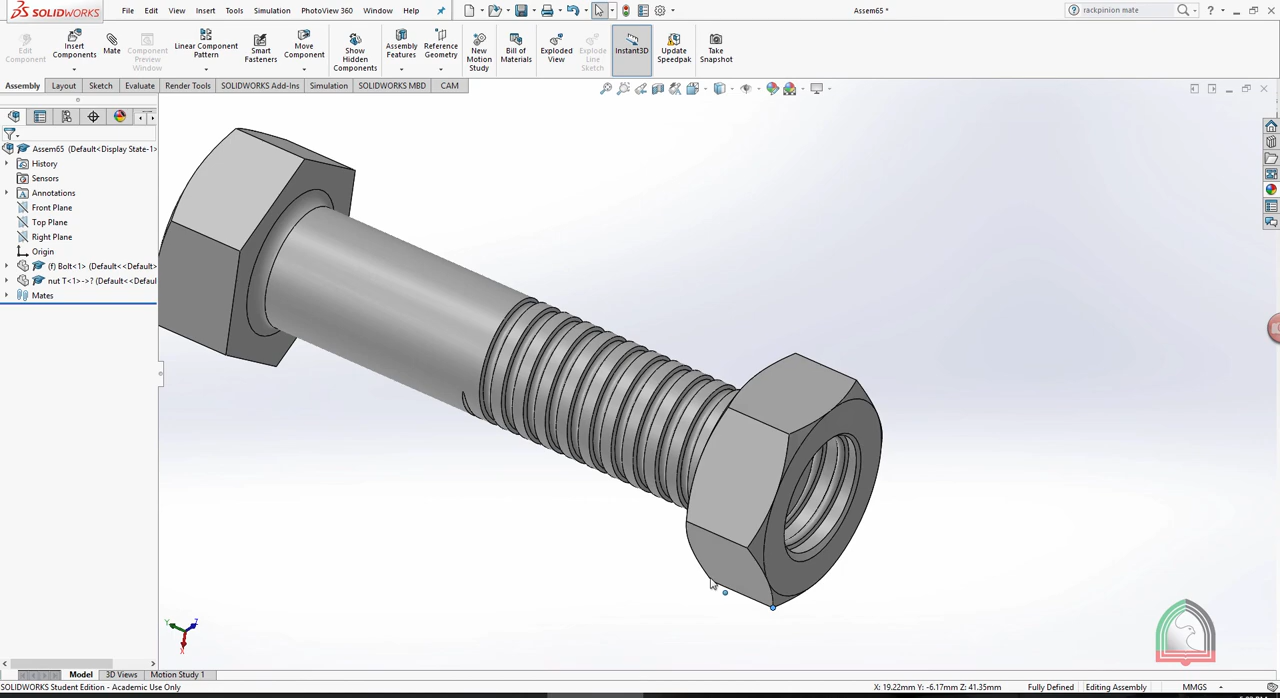 SOLIDWORKS
File Edit View Insert Tools Simulation PhotoView 360 Window Help
Assem65 *
rackpinion mate
Edit Component
Insert Components
Mate
Component Preview Window
Linear Component Pattern
Smart Fasteners
Move Component
Show Hidden Components
Assembly Features
Reference Geometry
New Motion Study
Bill of Materials
Exploded View
Explode Line Sketch
Instant3D
Update Speedpak
Take Snapshot
Assembly Layout Sketch Evaluate Render Tools SOLIDWORKS Add-Ins Simulation SOLIDWORKS MBD CAM
Assem65 (Default<Display State-1>
History
Sensors
Annotations
Front Plane
Top Plane
Right Plane
Origin
(f) Bolt<1> (Default<<Default>
nut T<1>->? (Default<<Defaul
Mates
Y Z
X
Model 3D Views Motion Study 1
SOLIDWORKS Student Edition - Academic Use Only
X: 19.22mm Y: -6.17mm Z: 41.35mm Fully Defined Editing Assembly MMGS